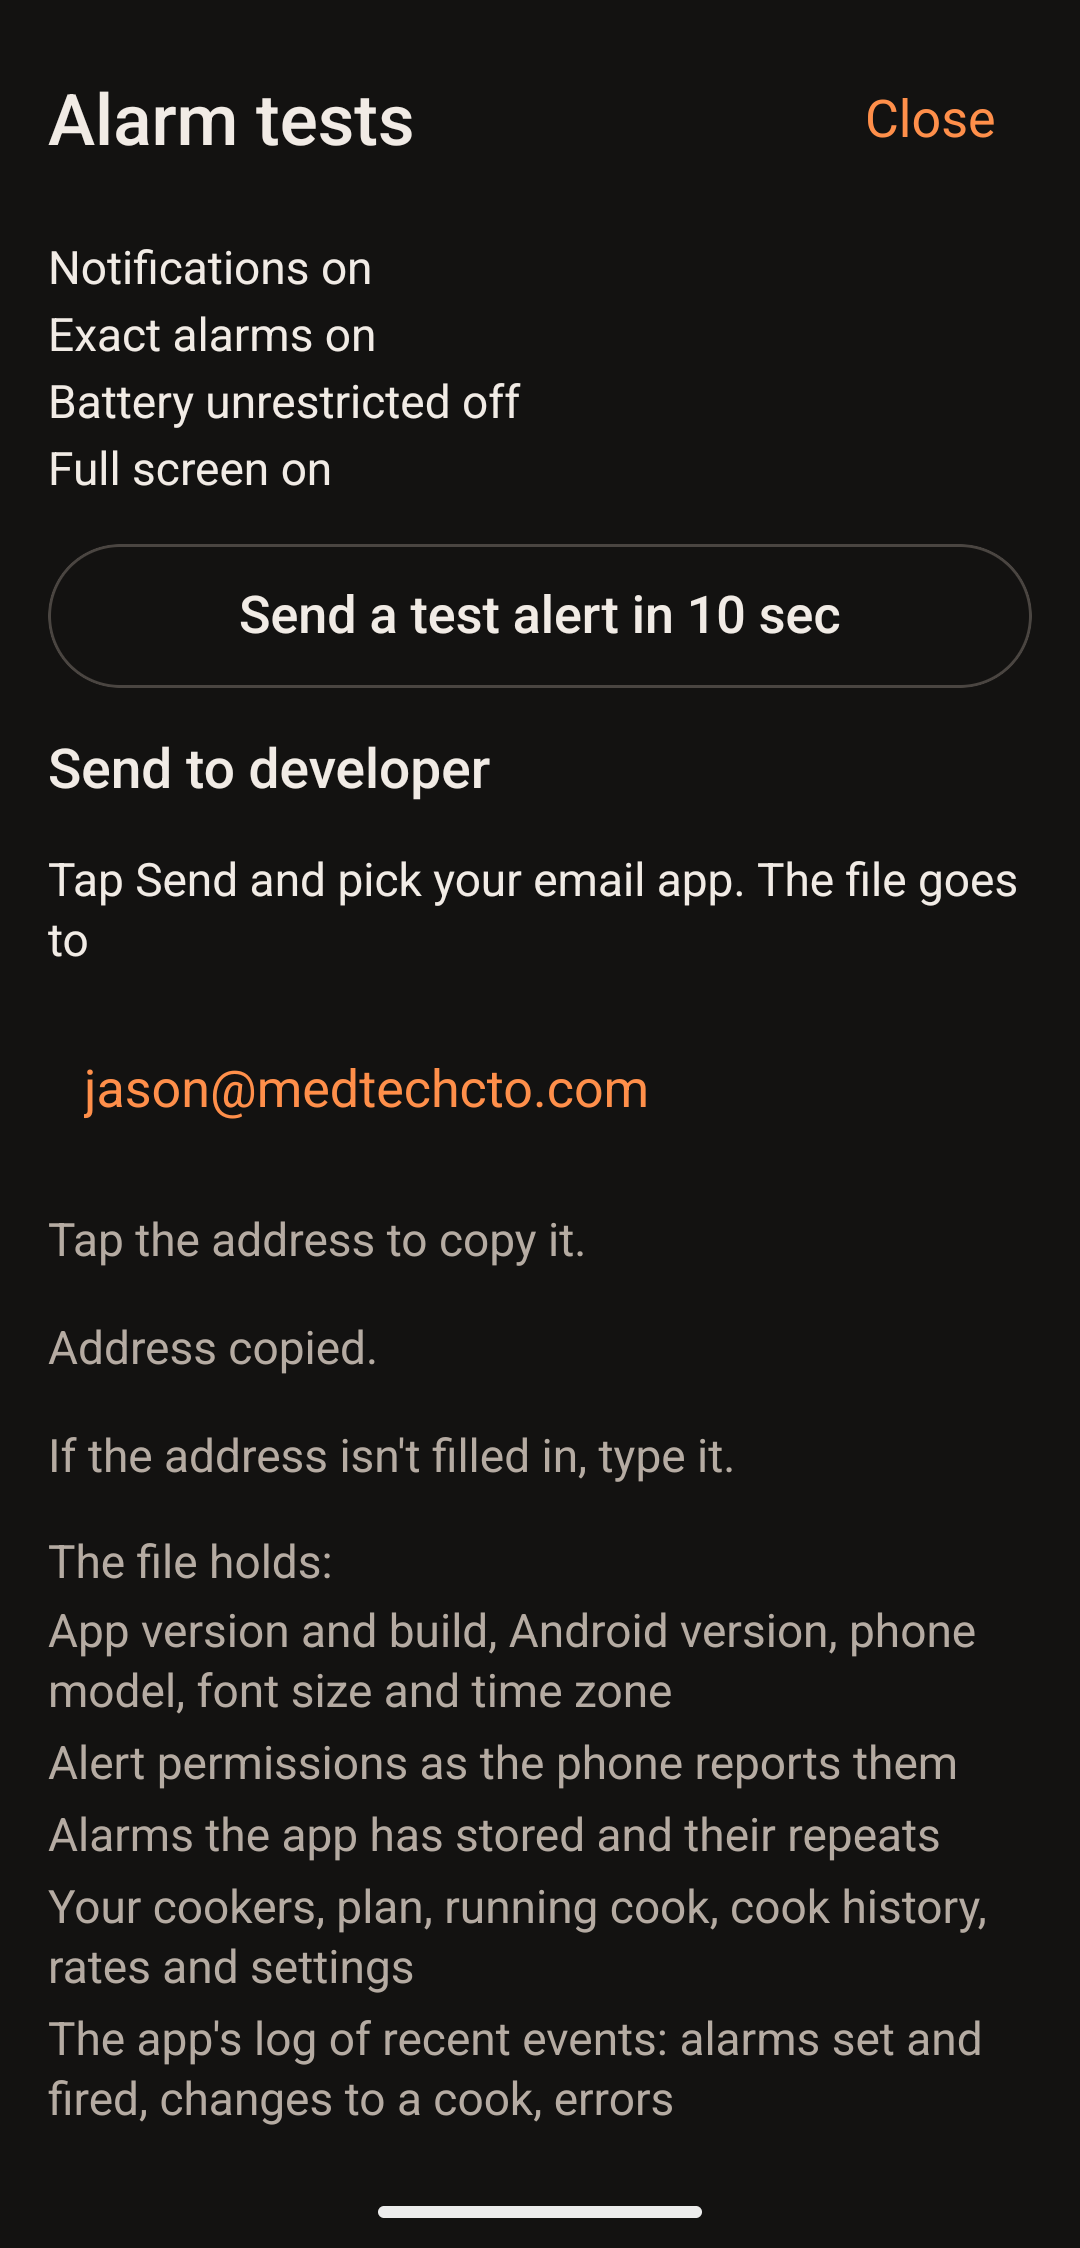 Alarm tests
Close
Notifications on
Exact alarms on
Battery unrestricted off
Full screen on
Send a test alert in 10 sec
Send to developer
Tap Send and pick your email app. The file goes
to
jason@medtechcto.com
Tap the address to copy it.
Address copied.
If the address isn't filled in, type it.
The file holds:
App version and build, Android version, phone
model, font size and time zone
Alert permissions as the phone reports them
Alarms the app has stored and their repeats
Your cookers, plan, running cook, cook history,
rates and settings
The app's log of recent events: alarms set and
fired, changes to a cook, errors